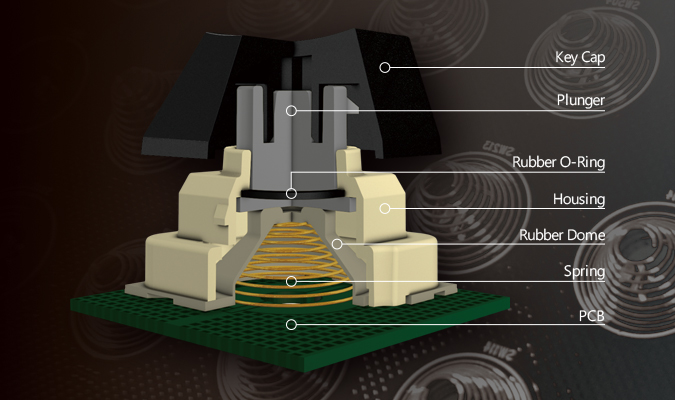 Key Cap
Plunger
Rubber O-Ring
Housing
Rubber Dome
Spring
PCB